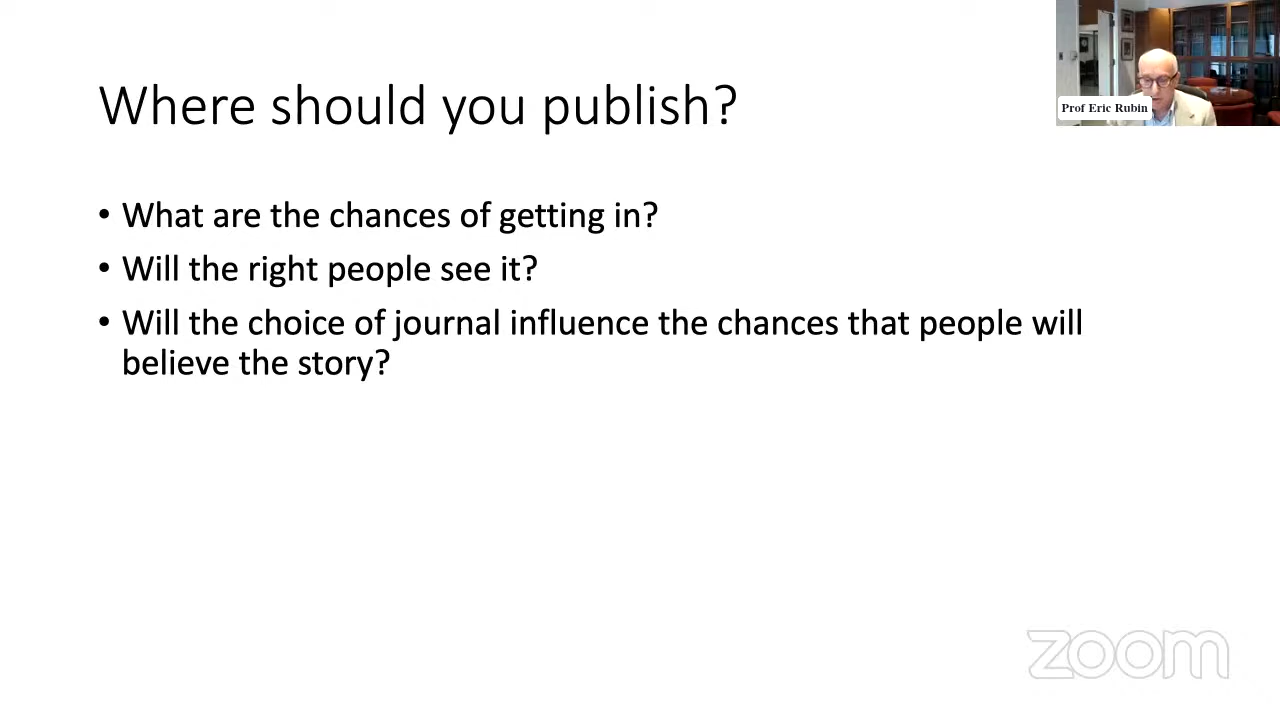 Where should you publish?
Prof Eric Rubin
• What are the chances of getting in?
• Will the right people see it?
• Will the choice of journal influence the chances that people will
believe the story?
zoom